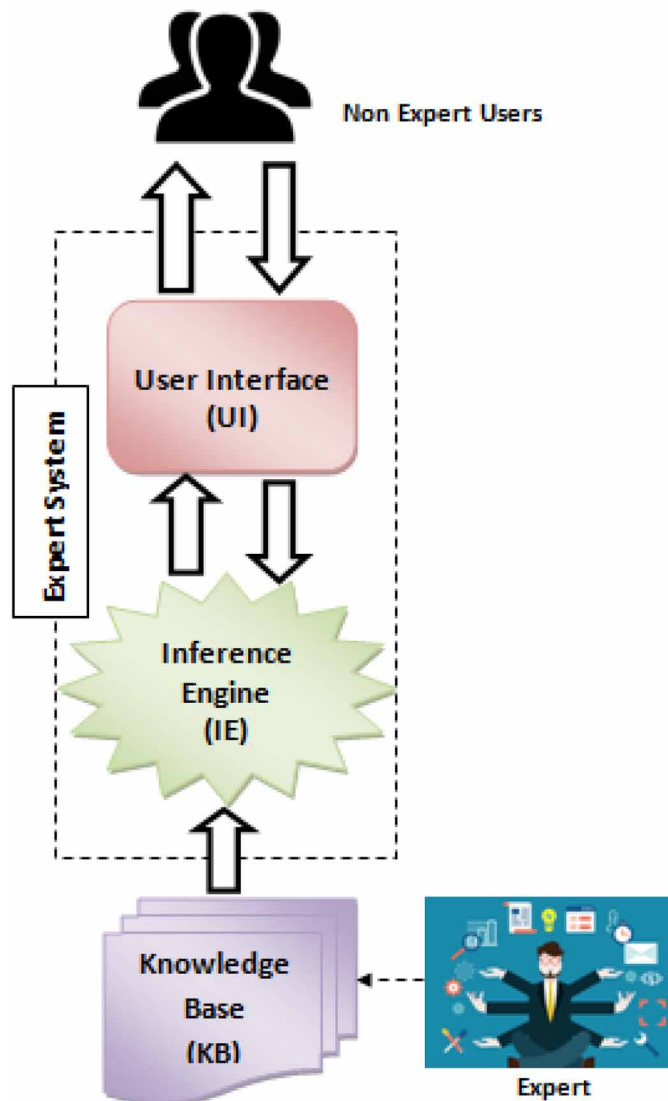 Non Expert Users
User Interface
(UI)
Expert System
Inference
Engine
(IE)
Knowledge
Base
(KB)
Expert